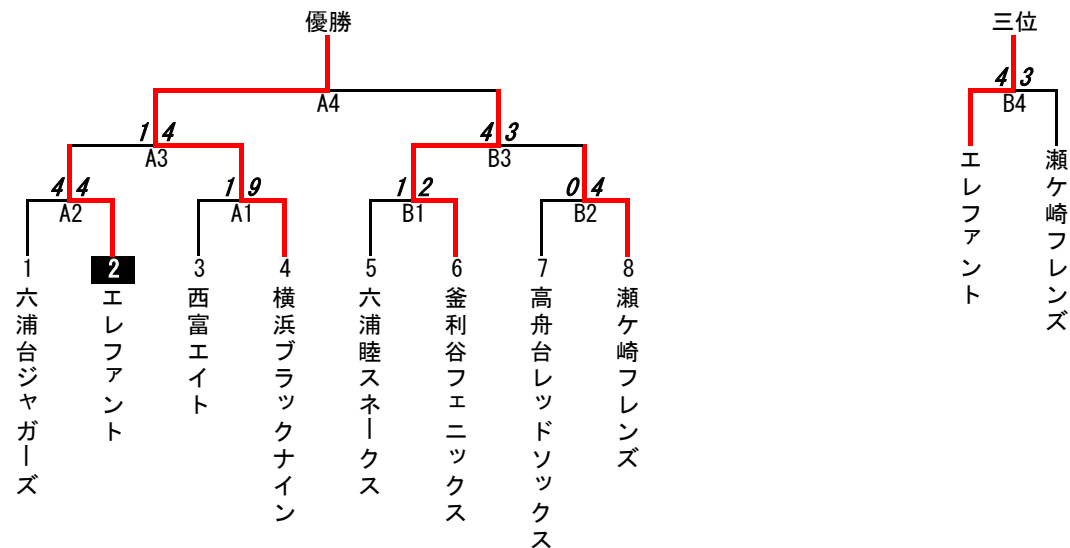 優勝
三位
4 3
A4
B4
1 4
4 3
A3
B3
4 4
1 9
1 2
0 4
A2
A1
B1
B2
1
2
3
4
5
6
7
8
六浦台ジャガーズ
エレファント
西富エイト
横浜ブラックナイン
六浦睦スネークス
釜利谷フェニックス
高舟台レッドソックス
瀬ケ崎フレンズ
エレファント
瀬ケ崎フレンズ